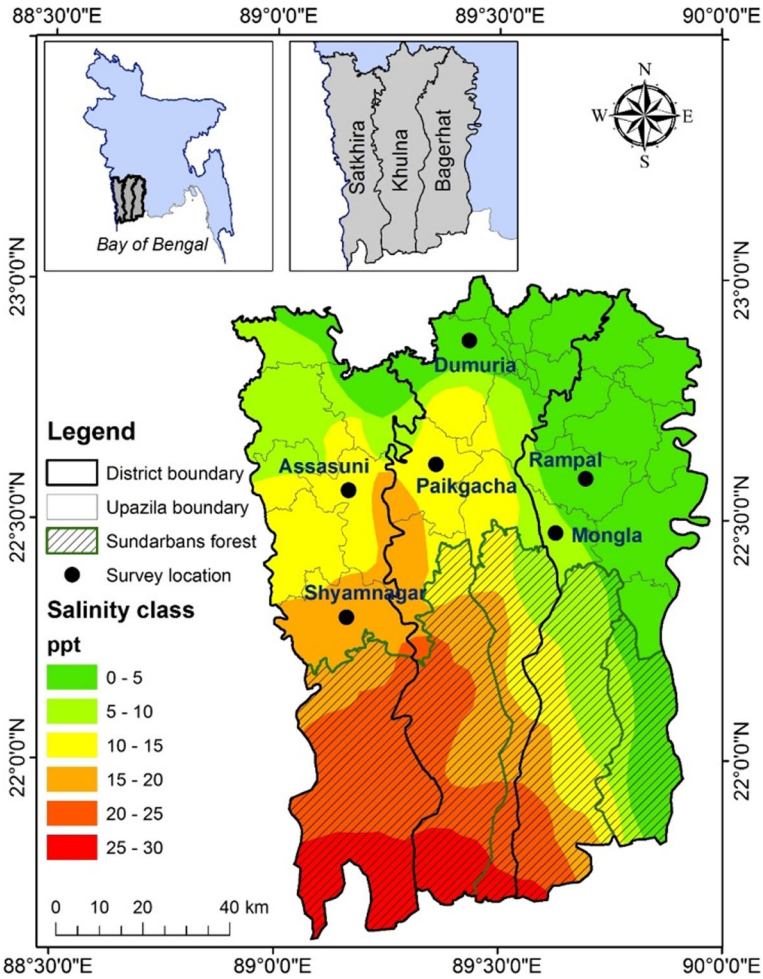 88°30'0"E 89°0'0"E 89°30'0"E 90°0'0"E
N
W E
S
Satkhira
Khulna
Bagerhat
Bay of Bengal
23°0'0"N
23°0'0"N
Dumuria
Legend
District boundary
Upazila boundary
Sundarbans forest
Survey location
Assasuni
Paikgacha
Rampal
Mongla
Shyamnagar
22°30'0"N
22°30'0"N
Salinity class
ppt
0 - 5
5 - 10
10 - 15
15 - 20
20 - 25
25 - 30
22°0'0"N
22°0'0"N
0 10 20 40 km
88°30'0"E 89°0'0"E 89°30'0"E 90°0'0"E